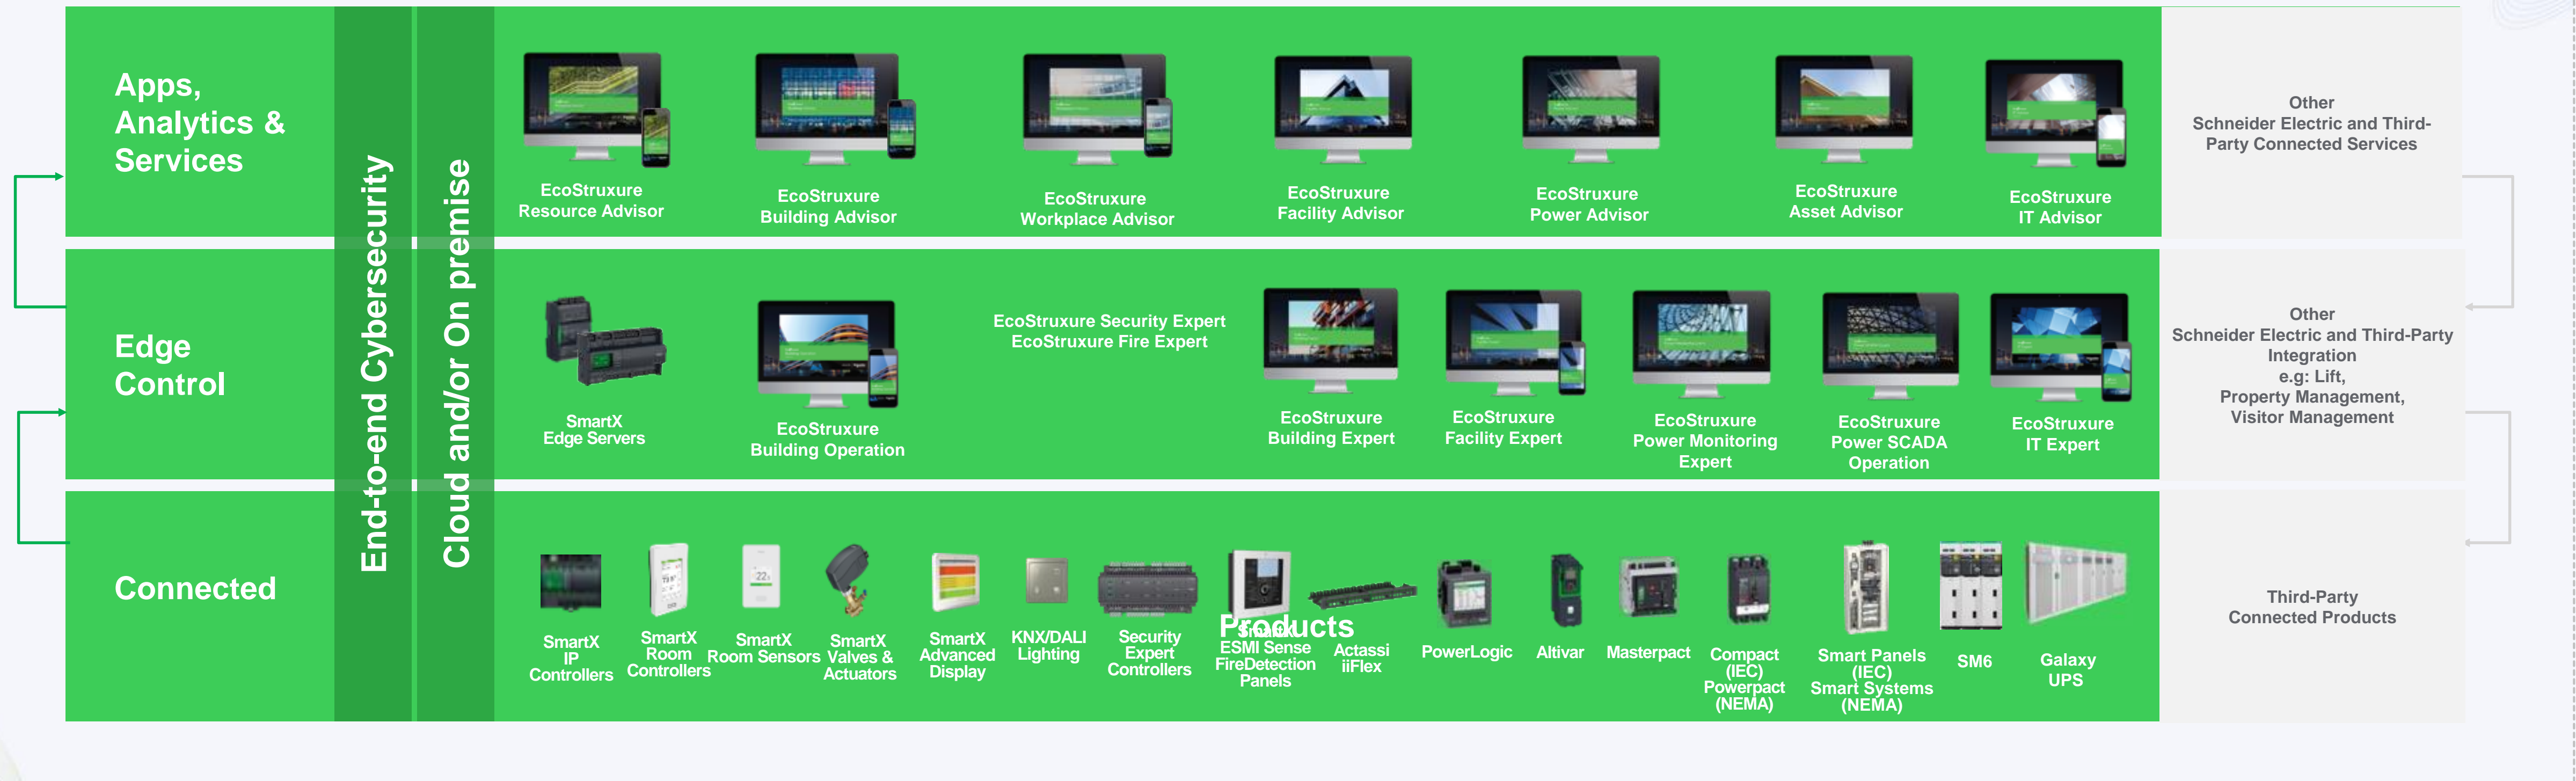 Apps,
Analytics &
Services
End-to-end Cybersecurity
Cloud and/or On premise
EcoStruxure
Resource Advisor
EcoStruxure
Building Advisor
EcoStruxure
Workplace Advisor
EcoStruxure
Facility Advisor
EcoStruxure
Power Advisor
EcoStruxure
Asset Advisor
EcoStruxure
IT Advisor
Other
Schneider Electric and Third-
Party Connected Services
Edge
Control
SmartX
Edge Servers
EcoStruxure
Building Operation
EcoStruxure Security Expert
EcoStruxure Fire Expert
EcoStruxure
Building Expert
EcoStruxure
Facility Expert
EcoStruxure
Power Monitoring
Expert
EcoStruxure
Power SCADA
Operation
EcoStruxure
IT Expert
Other
Schneider Electric and Third-Party
Integration
e.g: Lift,
Property Management,
Visitor Management
Connected
Products
SmartX
IP
Controllers
SmartX
Room
Controllers
SmartX
Room Sensors
SmartX
Valves &
Actuators
SmartX
Advanced
Display
KNX/DALI
Lighting
Security
Expert
Controllers
SmartX
ESMI Sense
FireDetection
Panels
Actassi
iiFlex
PowerLogic
Altivar
Masterpact
Compact
(IEC)
Powerpact
(NEMA)
Smart Panels
(IEC)
Smart Systems
(NEMA)
SM6
Galaxy
UPS
Third-Party
Connected Products